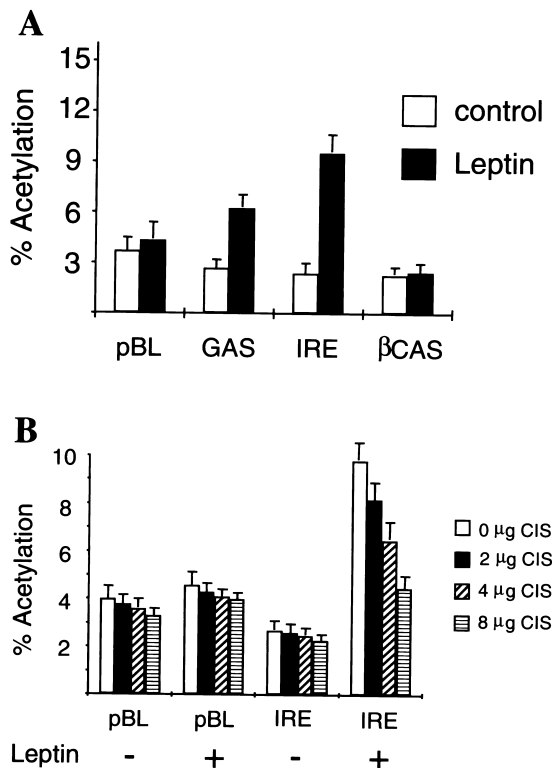 A
% Acetylation
15
12
9
6
3
control
Leptin
pBL GAS IRE βCAS
B
% Acetylation
10
8
6
4
2
0 μg CIS
2 μg CIS
4 μg CIS
8 μg CIS
pBL pBL IRE IRE
Leptin - + - +